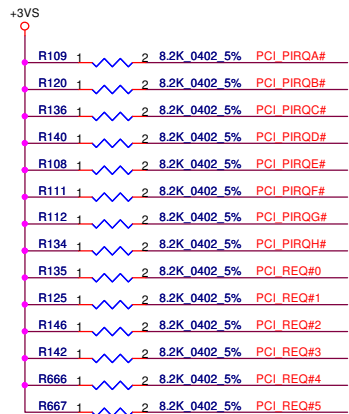 +3VS
R109 1 2 8.2K_0402_5% PCI_PIRQA#
R120 1 2 8.2K_0402_5% PCI_PIRQB#
R136 1 2 8.2K_0402_5% PCI_PIRQC#
R140 1 2 8.2K_0402_5% PCI_PIRQD#
R108 1 2 8.2K_0402_5% PCI_PIRQE#
R111 1 2 8.2K_0402_5% PCI_PIRQF#
R112 1 2 8.2K_0402_5% PCI_PIRQG#
R134 1 2 8.2K_0402_5% PCI_PIRQH#
R135 1 2 8.2K_0402_5% PCI_REQ#0
R125 1 2 8.2K_0402_5% PCI_REQ#1
R146 1 2 8.2K_0402_5% PCI_REQ#2
R142 1 2 8.2K_0402_5% PCI_REQ#3
R666 1 2 8.2K_0402_5% PCI_REQ#4
R667 1 2 8.2K_0402_5% PCI_REQ#5